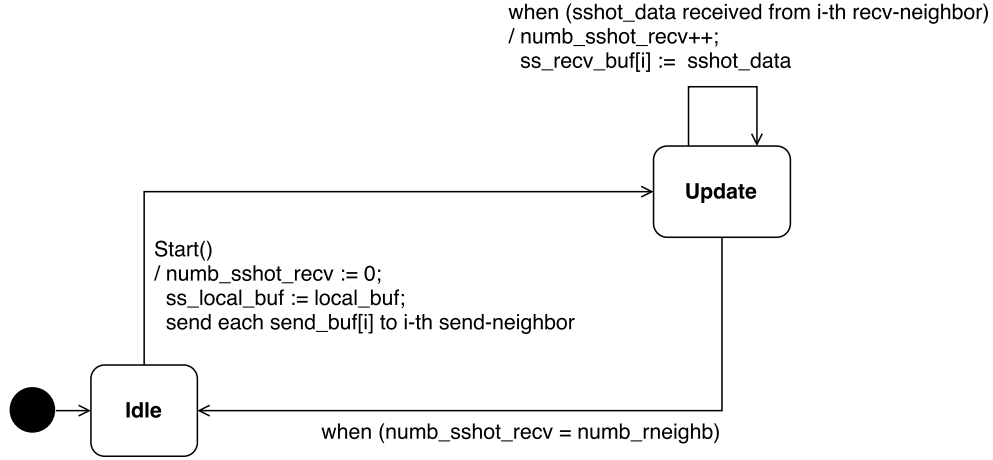 when (sshot_data received from i-th recv-neighbor)
/ numb_sshot_recv++;
ss_recv_buf[i] := sshot_data
Update
Start()
/ numb_sshot_recv := 0;
ss_local_buf := local_buf;
send each send_buf[i] to i-th send-neighbor
Idle
when (numb_sshot_recv = numb_rneighb)